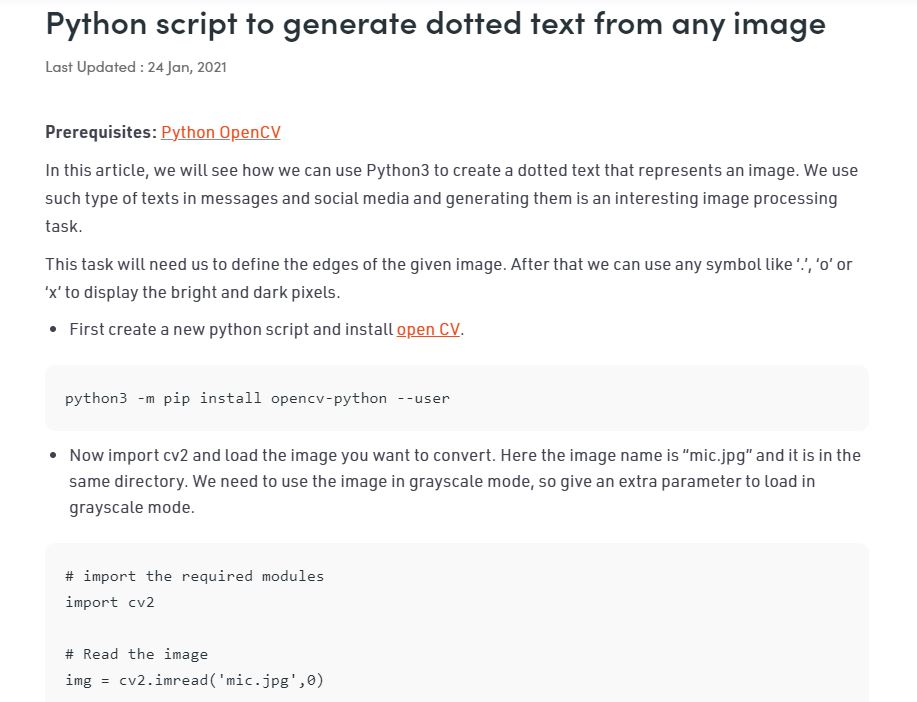 Python script to generate dotted text from any image
Last Updated : 24 Jan, 2021
Prerequisites: Python OpenCV
In this article, we will see how we can use Python3 to create a dotted text that represents an image. We use
such type of texts in messages and social media and generating them is an interesting image processing
task.
This task will need us to define the edges of the given image. After that we can use any symbol like ‘.’, ‘o’ or
‘x’ to display the bright and dark pixels.
• First create a new python script and install open CV.
python3 -m pip install opencv-python --user
• Now import cv2 and load the image you want to convert. Here the image name is “mic.jpg” and it is in the
same directory. We need to use the image in grayscale mode, so give an extra parameter to load in
grayscale mode.
# import the required modules
import cv2
# Read the image
img = cv2.imread('mic.jpg',0)